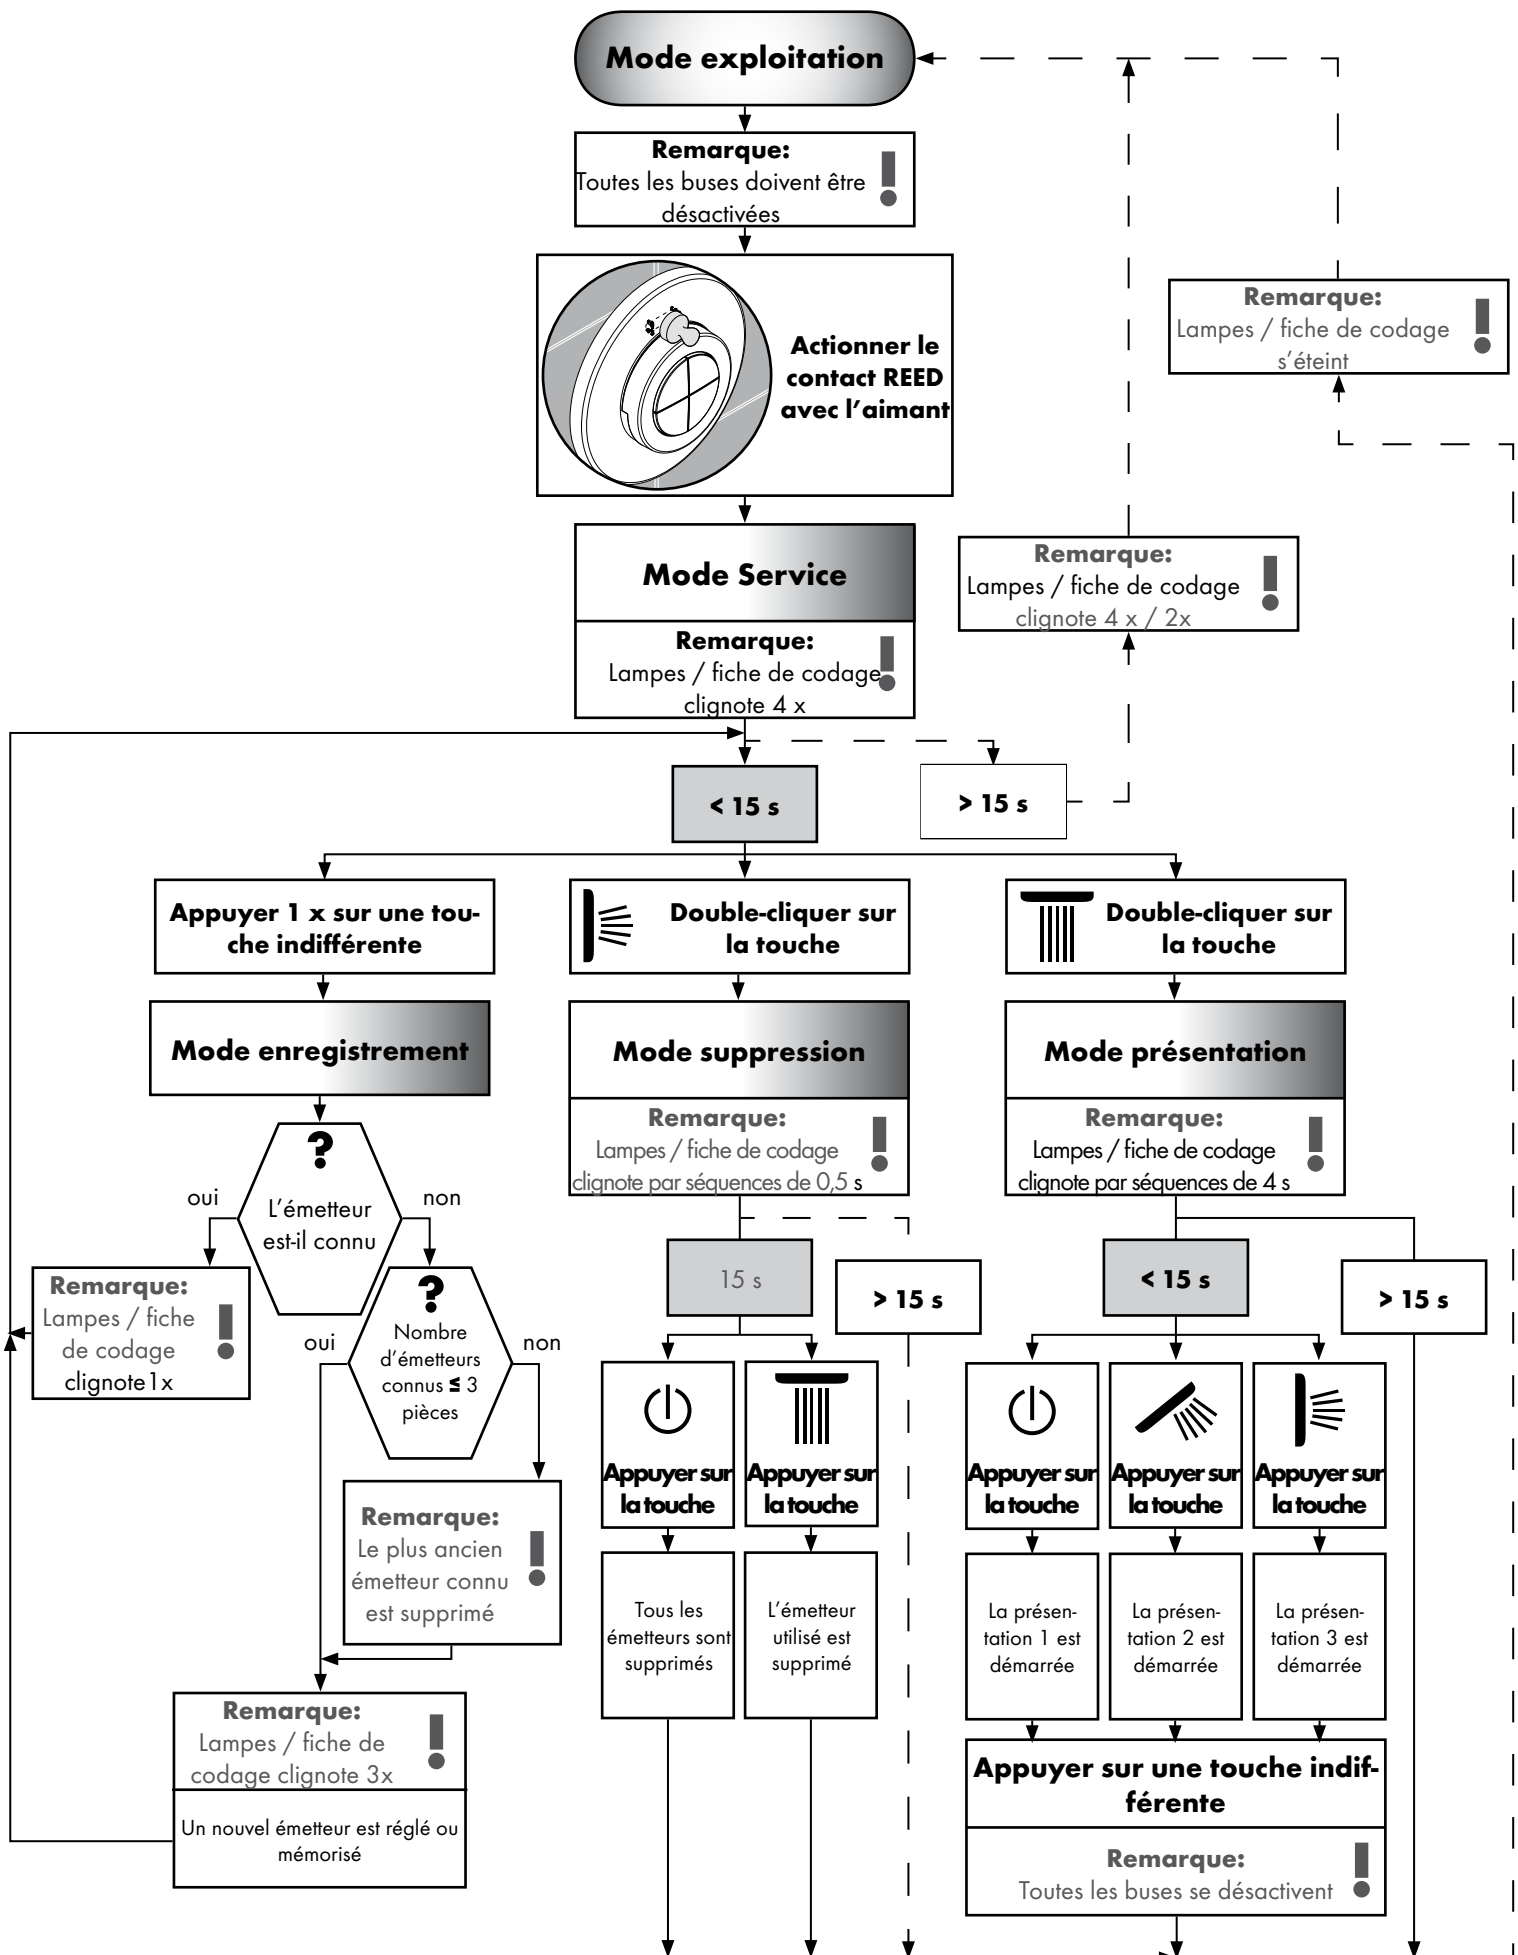 Mode exploitation
Remarque:
Toutes les buses doivent être
désactivées
Actionner le
contact REED
avec l'aimant
Remarque:
Lampes / fiche de codage
s'éteint
Mode Service
Remarque:
Lampes / fiche de codage
clignote 4 x
Remarque:
Lampes / fiche de codage
clignote 4 x / 2x
< 15 s
> 15 s
Appuyer 1 x sur une tou-
che indifférente
Double-cliquer sur
la touche
Double-cliquer sur
la touche
Mode enregistrement
Mode suppression
Remarque:
Lampes / fiche de codage
clignote par séquences de 0,5 s
Mode présentation
Remarque:
Lampes / fiche de codage
clignote par séquences de 4 s
?
L'émetteur
est-il connu
oui
non
Remarque:
Lampes / fiche
de codage
clignote1x
?
Nombre
d'émetteurs
connus ≤ 3
pièces
oui
non
15 s
> 15 s
< 15 s
> 15 s
Appuyer sur
la touche
Appuyer sur
la touche
Appuyer sur
la touche
Appuyer sur
la touche
Appuyer sur
la touche
Remarque:
Le plus ancien
émetteur connu
est supprimé
Tous les
émetteurs sont
supprimés
L'émetteur
utilisé est
supprimé
La présen-
tation 1 est
démarrée
La présen-
tation 2 est
démarrée
La présen-
tation 3 est
démarrée
Remarque:
Lampes / fiche de
codage clignote 3x
Un nouvel émetteur est réglé ou
mémorisé
Appuyer sur une touche indif-
férente
Remarque:
Toutes les buses se désactivent